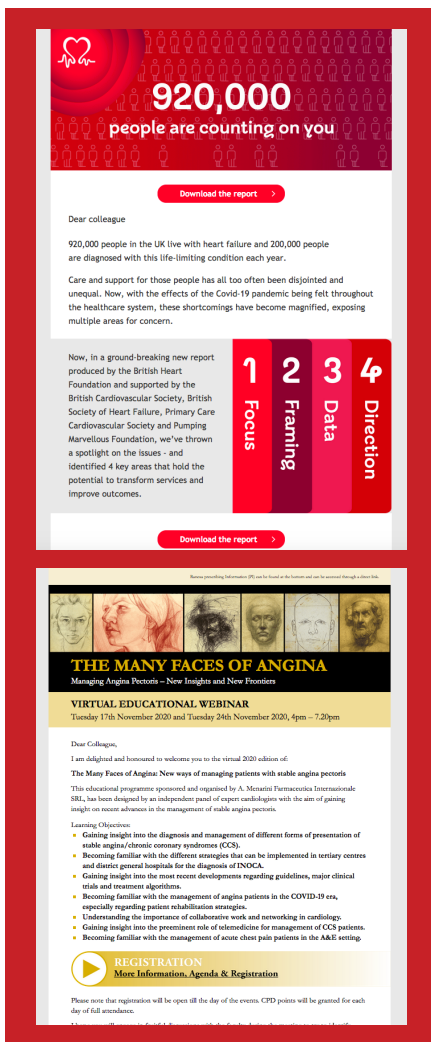 920,000
people are counting on you
Download the report
Dear colleague
920,000 people in the UK live with heart failure and 200,000 people
are diagnosed with this life-limiting condition each year.
Care and support for those people has all too often been disjointed and
unequal. Now, with the effects of the Covid-19 pandemic being felt throughout
the healthcare system, these shortcomings have become magnified, exposing
multiple areas for concern.
Now, in a ground-breaking new report
produced by the British Heart
Foundation and supported by the
British Cardiovascular Society, British
Society of Heart Failure, Primary Care
Cardiovascular Society and Pumping
Marvellous Foundation, we've thrown
a spotlight on the issues - and
identified 4 key areas that hold the
potential to transform services and
improve outcomes.
1 Focus
2 Framing
3 Data
4 Direction
Download the report
Ranexa prescribing Information (PI) can be found at the bottom and can be accessed through a direct link.
THE MANY FACES OF ANGINA
Managing Angina Pectoris – New Insights and New Frontiers
VIRTUAL EDUCATIONAL WEBINAR
Tuesday 17th November 2020 and Tuesday 24th November 2020, 4pm – 7.20pm
Dear Colleague,
I am delighted and honoured to welcome you to the virtual 2020 edition of:
The Many Faces of Angina: New ways of managing patients with stable angina pectoris
This educational programme sponsored and organised by A. Menarini Farmaceutica Internazionale
SRL, has been designed by an independent panel of expert cardiologists with the aim of gaining
insight on recent advances in the management of stable angina pectoris.
Learning Objectives:
Gaining insight into the diagnosis and management of different forms of presentation of
stable angina/chronic coronary syndromes (CCS).
Becoming familiar with the different strategies that can be implemented in tertiary centres
and district general hospitals for the diagnosis of INOCA.
Gaining insight into the most recent developments regarding guidelines, major clinical
trials and treatment algorithms.
Becoming familiar with the management of angina patients in the COVID-19 era,
especially regarding patient rehabilitation strategies.
Understanding the importance of collaborative work and networking in cardiology.
Gaining insight into the preeminent role of telemedicine for management of CCS patients.
Becoming familiar with the management of acute chest pain patients in the A&E setting.
REGISTRATION
More Information, Agenda & Registration
Please note that registration will be open till the day of the events. CPD points will be granted for each
day of full attendance.